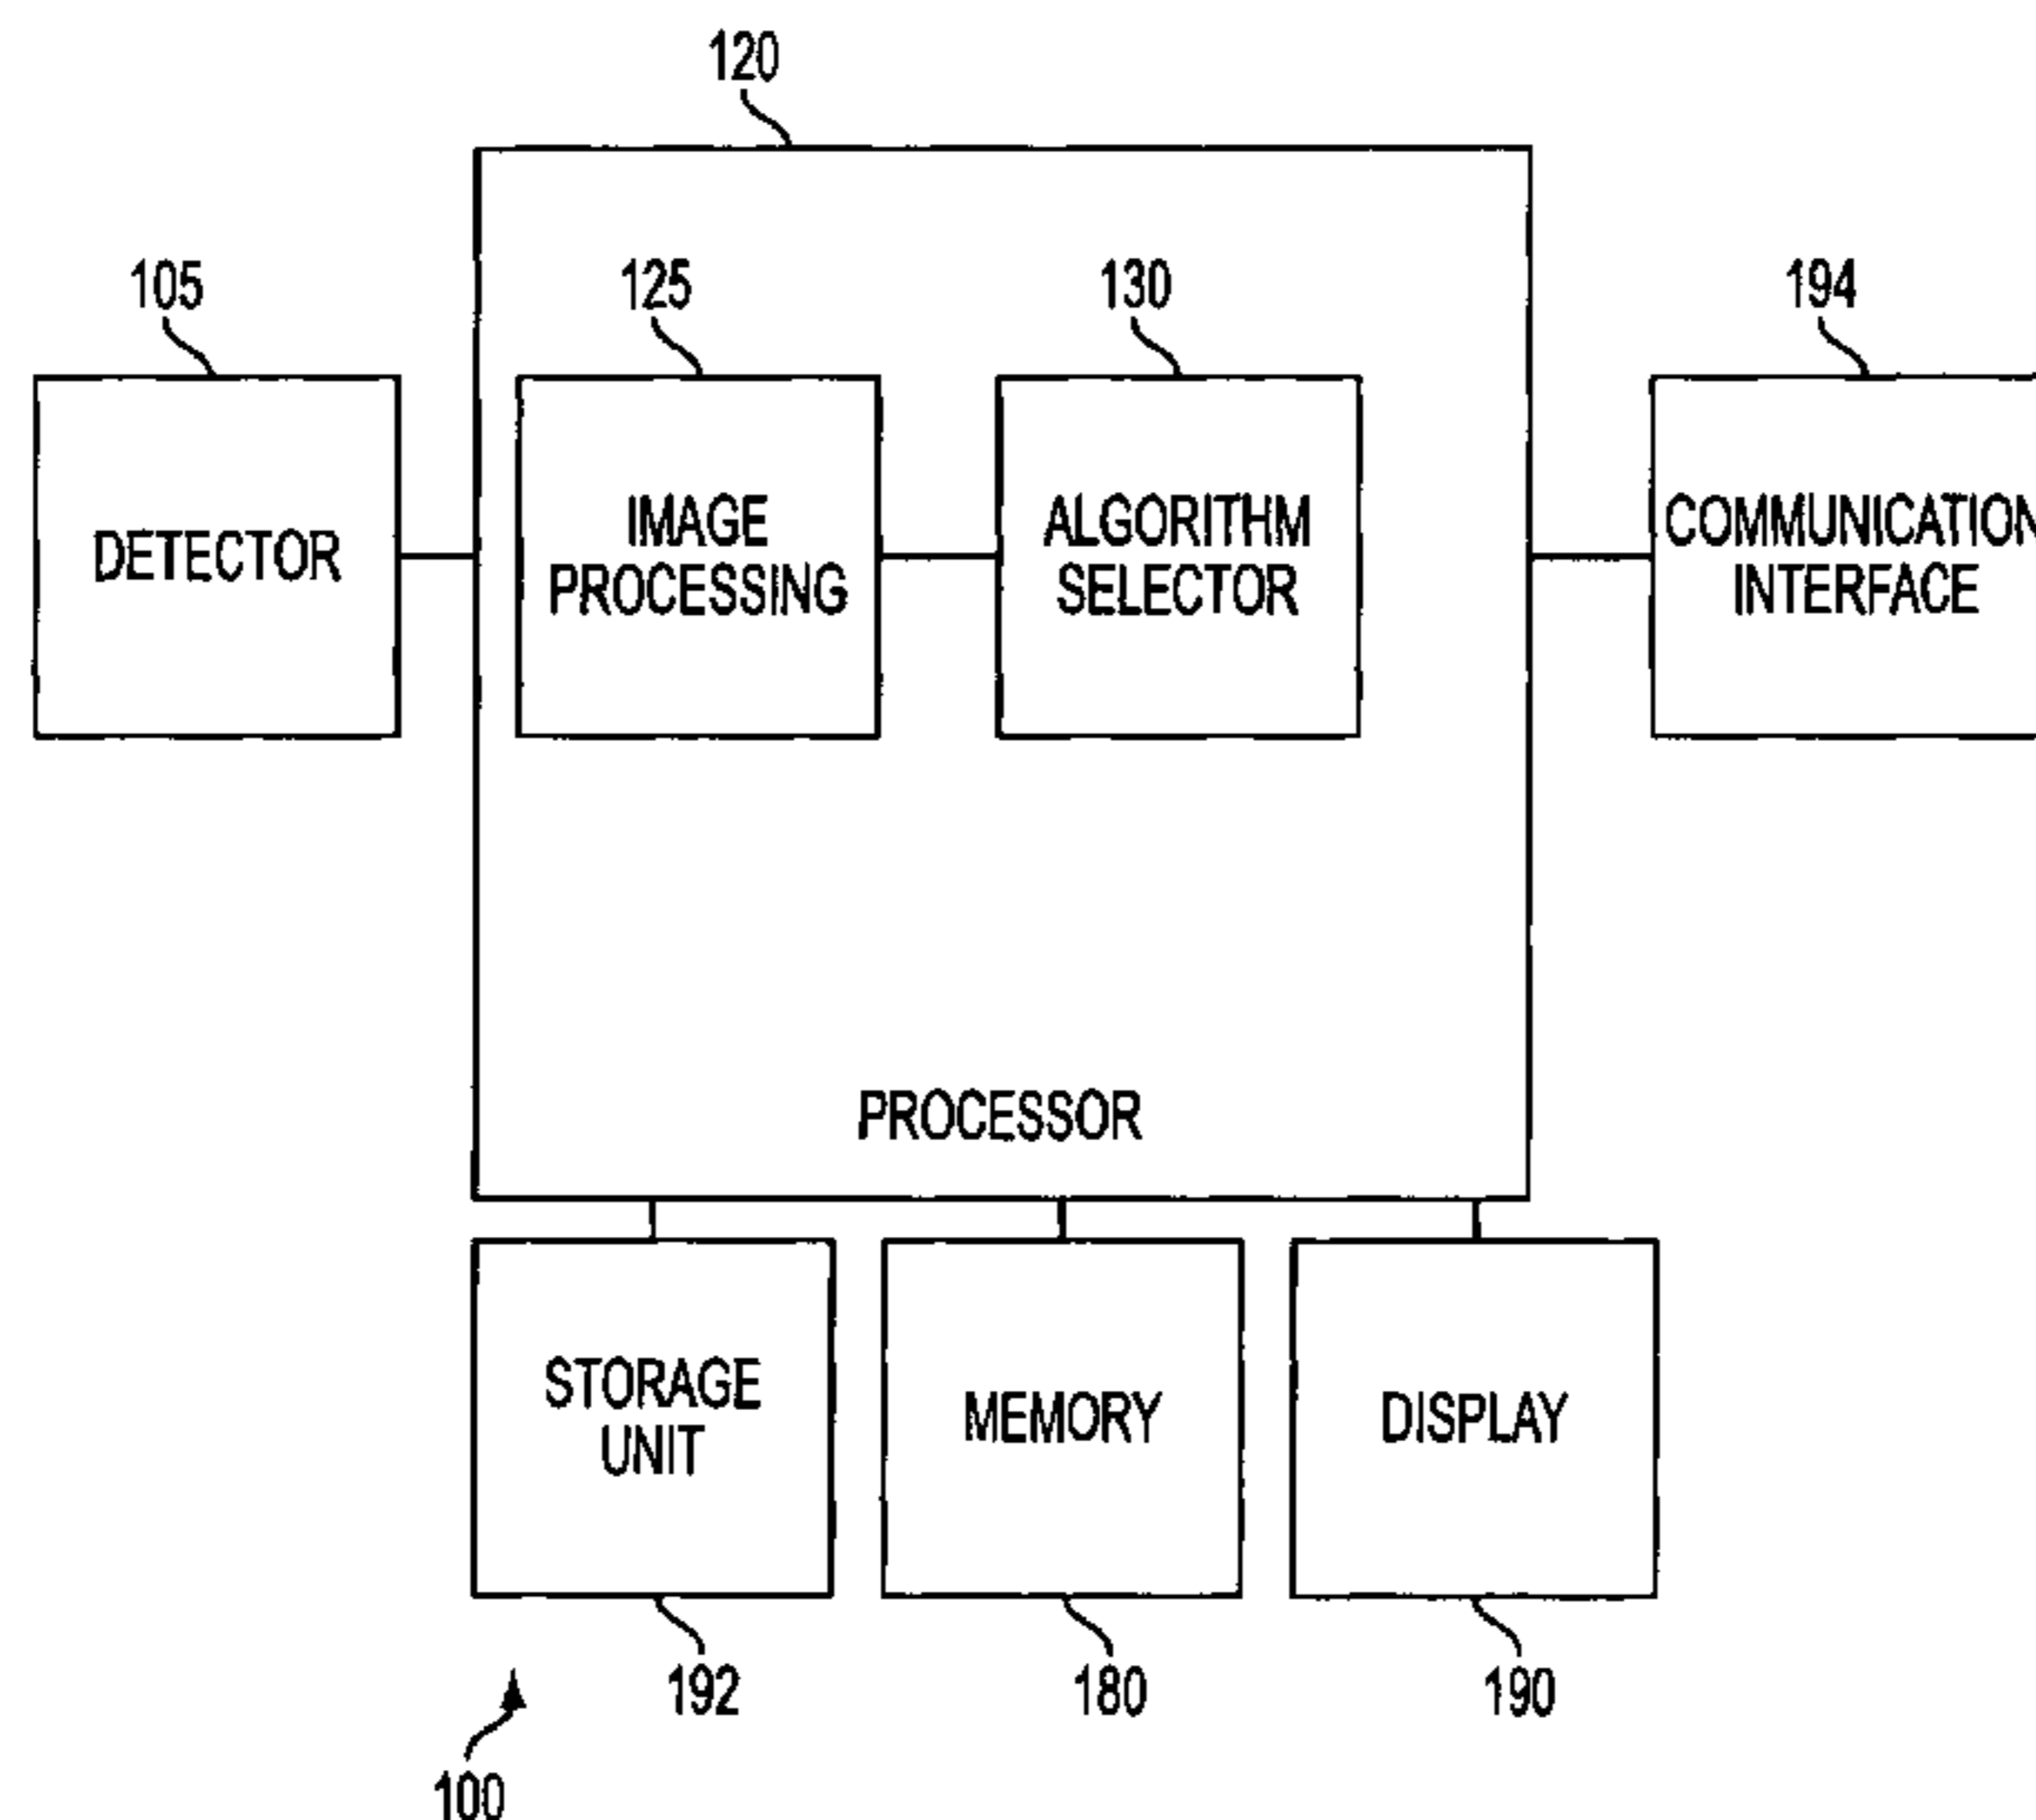 120
105
125
130
194
DETECTOR
IMAGE
PROCESSING
ALGORITHM
SELECTOR
COMMUNICATION
INTERFACE
PROCESSOR
STORAGE
UNIT
MEMORY
DISPLAY
192
180
190
100